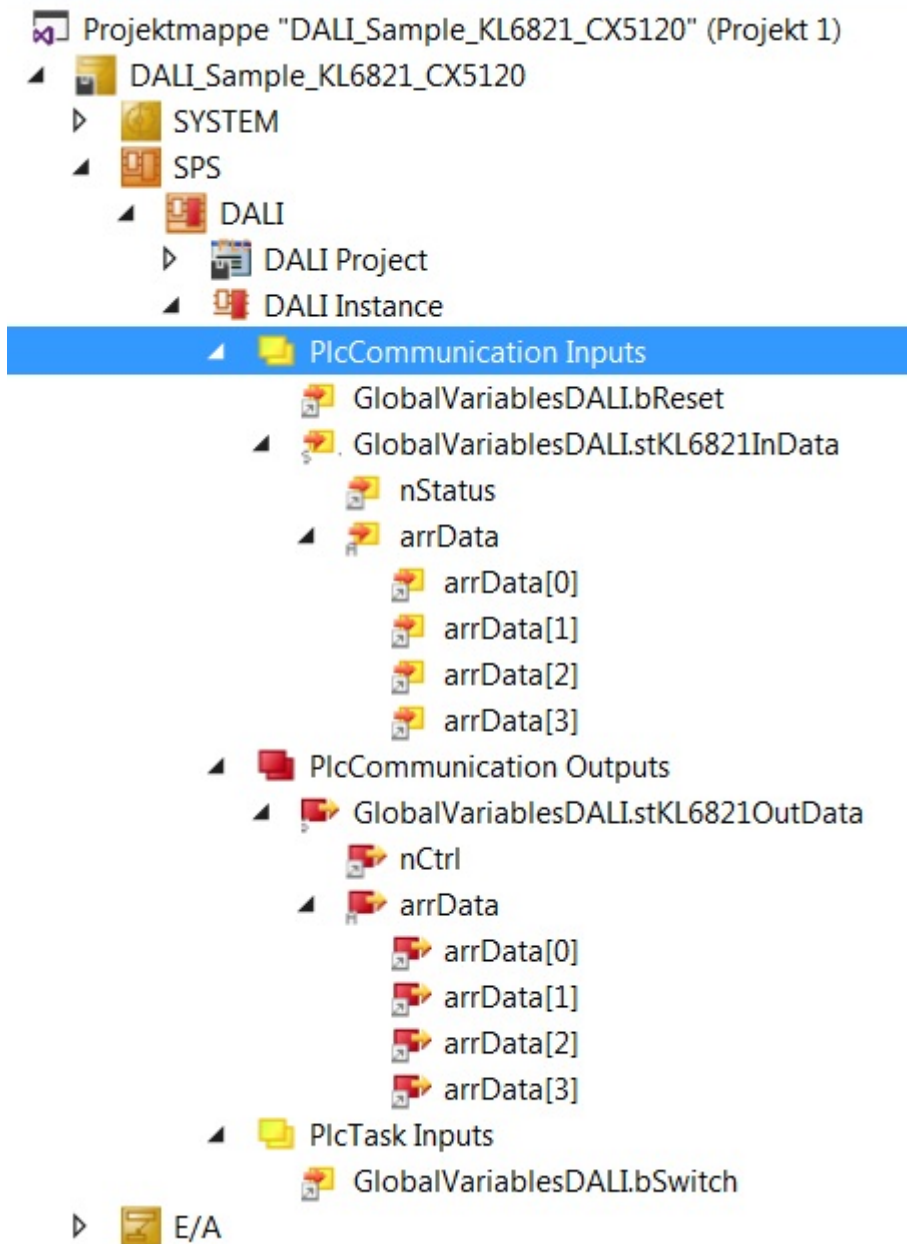 Projektmappe "DALI_Sample_KL6821_CX5120" (Projekt 1)
DALI_Sample_KL6821_CX5120
SYSTEM
SPS
DALI
DALI Project
DALI Instance
PlcCommunication Inputs
GlobalVariablesDALI.bReset
GlobalVariablesDALI.stKL6821InData
nStatus
arrData
arrData[0]
arrData[1]
arrData[2]
arrData[3]
PlcCommunication Outputs
GlobalVariablesDALI.stKL6821OutData
nCtrl
arrData
arrData[0]
arrData[1]
arrData[2]
arrData[3]
PlcTask Inputs
GlobalVariablesDALI.bSwitch
E/A